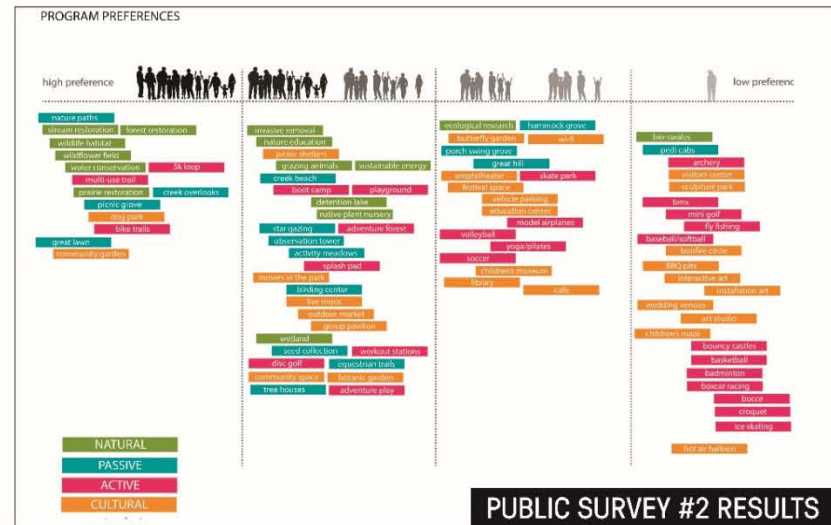 PROGRAM PREFERENCES
high preference
low preferenc
nature paths
stream restoration
forest restoration
wildlife habitat
wildflower field
water conservation
5k loop
multi-use trail
prairie restoration
creek overlooks
picnic grove
dog park
bike trails
great lawn
community garden
invasive removal
nature education
picnic shelters
grazing animals
sustainable energy
creek beach
boot camp
playground
detention lake
native plant nursery
star gazing
adventure forest
observation tower
activity meadows
splash pad
movies in the park
birding center
live music
outdoor market
group pavilion
wetland
seed collection
workout stations
disc golf
equestrian trails
community space
botanic garden
tree houses
adventure play
ecological research
hammock grove
butterfly garden
wi-fi
porch swing grove
great hill
amphitheater
skate park
festival space
vehicle parking
education center
model airplanes
volleyball
yoga/pilates
soccer
children's museum
library
cafe
bio-swales
pedi cabs
archery
visitors center
sculpture park
bmx
mini golf
fly fishing
baseball/softball
bonfire circle
BBQ pits
interactive art
installation art
wedding venues
art studio
children's maze
bouncy castles
basketball
badminton
boxcar racing
bocce
croquet
ice skating
hot air balloon
NATURAL
PASSIVE
ACTIVE
CULTURAL
PUBLIC SURVEY #2 RESULTS